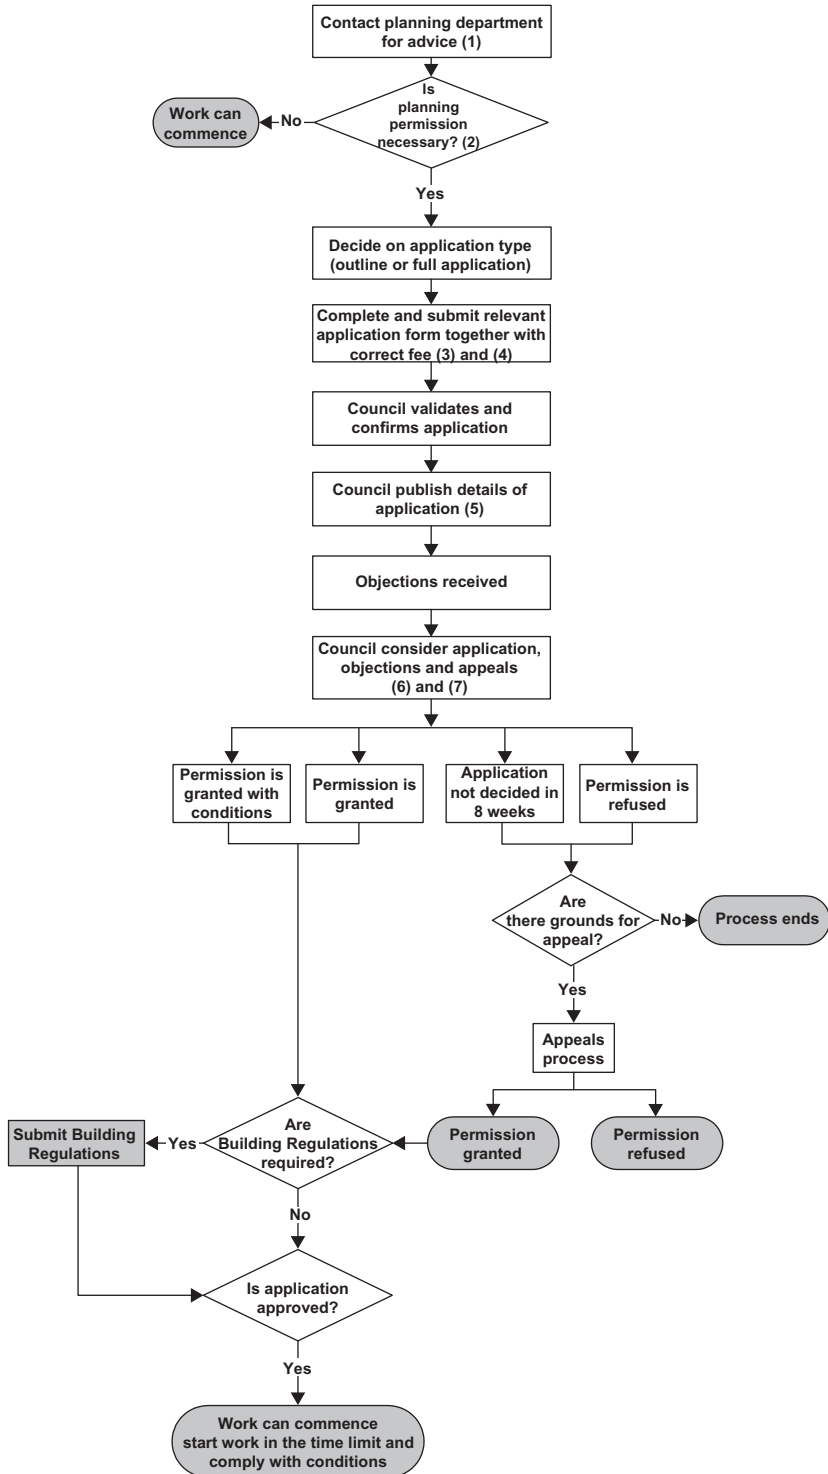 Contact planning department
for advice (1)
Is
planning
permission
necessary? (2)
No
Work can
commence
Yes
Decide on application type
(outline or full application)
Complete and submit relevant
application form together with
correct fee (3) and (4)
Council validates and
confirms application
Council publish details of
application (5)
Objections received
Council consider application,
objections and appeals
(6) and (7)
Permission is
granted with
conditions
Permission is
granted
Application
not decided in
8 weeks
Permission is
refused
Are
there grounds for
appeal?
No
Process ends
Yes
Appeals
process
Permission
granted
Permission
refused
Are
Building Regulations
required?
Yes
Submit Building
Regulations
No
Is application
approved?
Yes
Work can commence
start work in the time limit and
comply with conditions